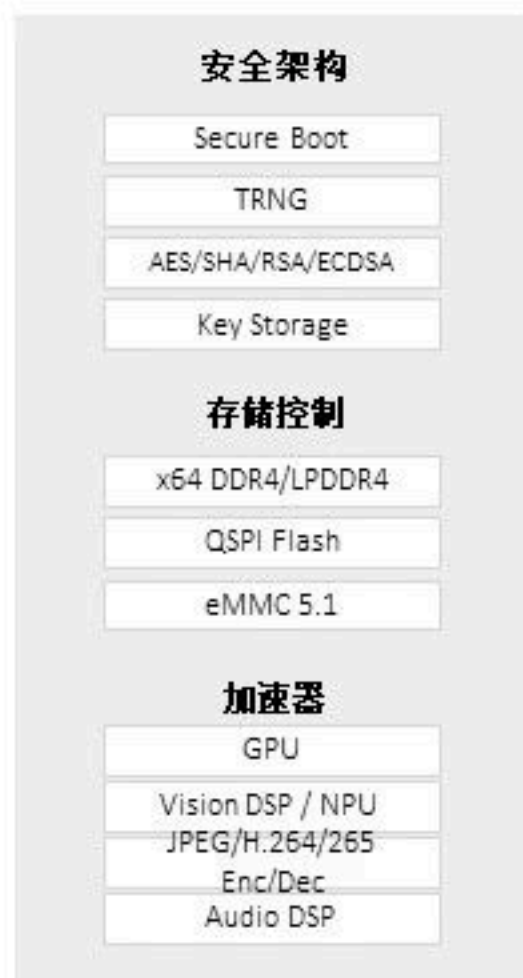 安全架构
Secure Boot
TRNG
AES/SHA/RSA/ECDSA
Key Storage
存储控制
x64 DDR4/LPDDR4
QSPI Flash
eMMC 5.1
加速器
GPU
Vision DSP / NPU
JPEG/H.264/265
Enc/Dec
Audio DSP